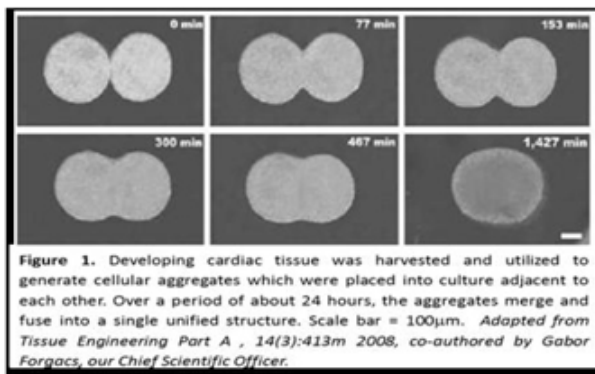 0 min
77 min
153 min
300 min
467 min
1,427 min
Figure 1. Developing cardiac tissue was harvested and utilized to
generate cellular aggregates which were placed into culture adjacent to
each other. Over a period of about 24 hours, the aggregates merge and
fuse into a single unified structure. Scale bar = 100μm. Adapted from
Tissue Engineering Part A , 14(3):413m 2008, co-authored by Gabor
Forgacs, our Chief Scientific Officer.